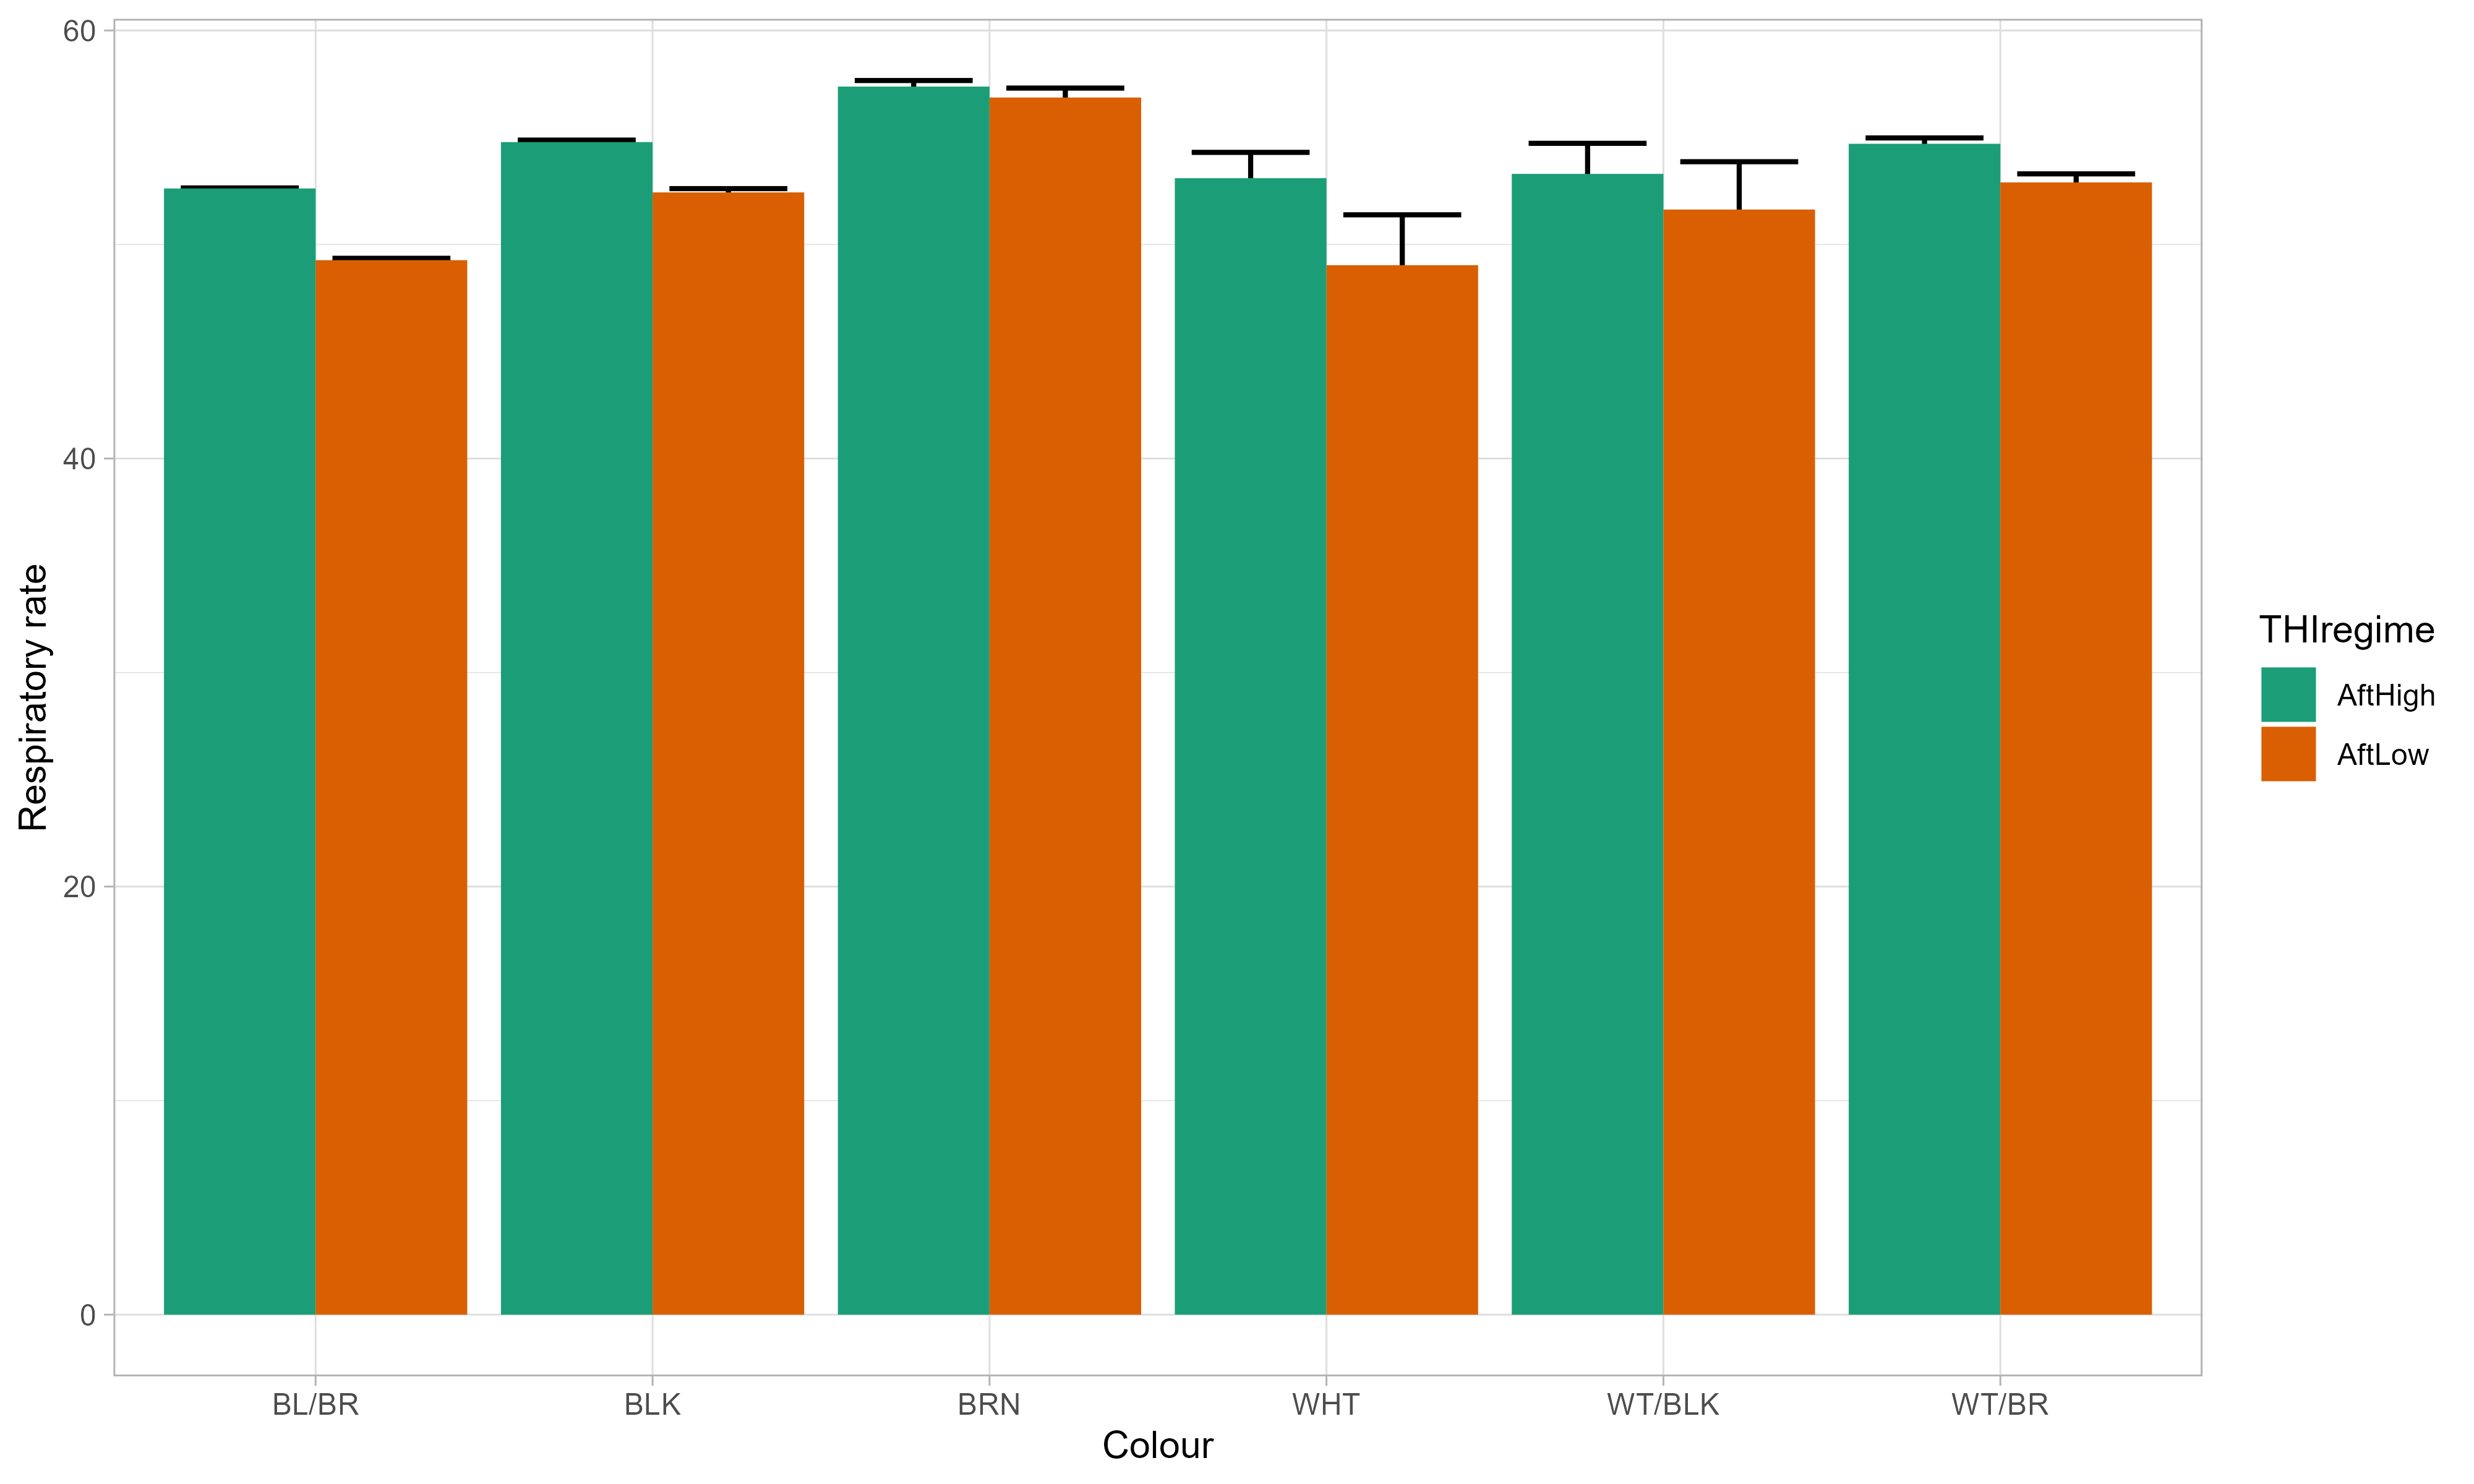 60
40
20
0
Respiratory rate
BL/BR BLK BRN WHT WT/BLK WT/BR
Colour
THIregime
AftHigh
AftLow